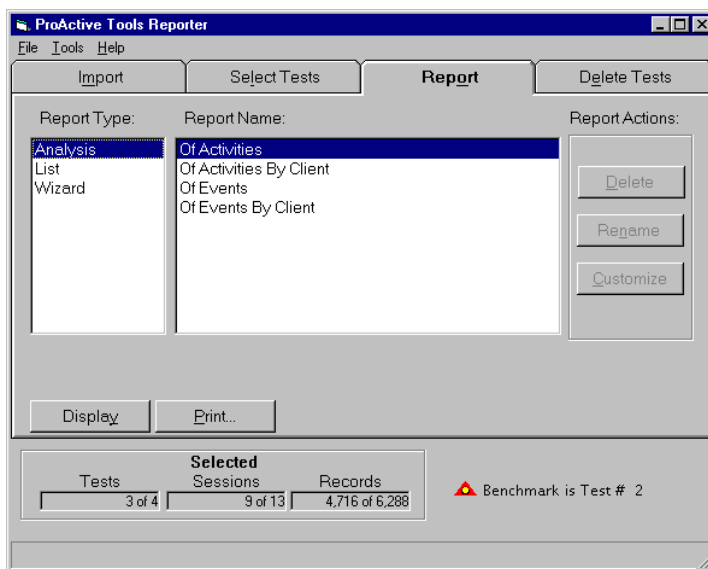 ProActive Tools Reporter
File Tools Help
Import Select Tests Report Delete Tests
Report Type: Report Name: Report Actions:
Analysis Of Activities
List Of Activities By Client
Wizard Of Events
Of Events By Client
Delete
Rename
Customize
Display Print...
Selected
Tests Sessions Records
3 of 4 9 of 13 4,716 of 6,288
Benchmark is Test # 2